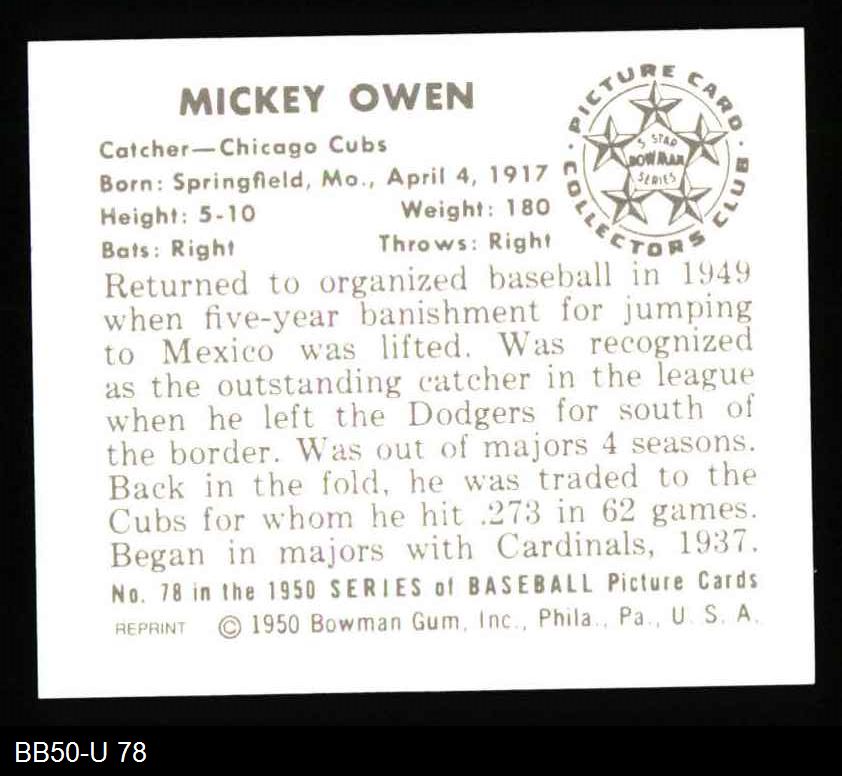 MICKEY OWEN
Catcher—Chicago Cubs
Born: Springfield, Mo., April 4, 1917
Height: 5-10 Weight: 180
Bats: Right Throws: Right
PICTURE CARD
COLLECTORS CLUB
5 STAR
BOWMAN
SERIES
Returned to organized baseball in 1949
when five-year banishment for jumping
to Mexico was lifted. Was recognized
as the outstanding catcher in the league
when he left the Dodgers for south of
the border. Was out of majors 4 seasons.
Back in the fold, he was traded to the
Cubs for whom he hit .273 in 62 games.
Began in majors with Cardinals, 1937.
No. 78 in the 1950 SERIES of BASEBALL Picture Cards
REPRINT © 1950 Bowman Gum, Inc., Phila., Pa., U. S. A.
BB50-U 78